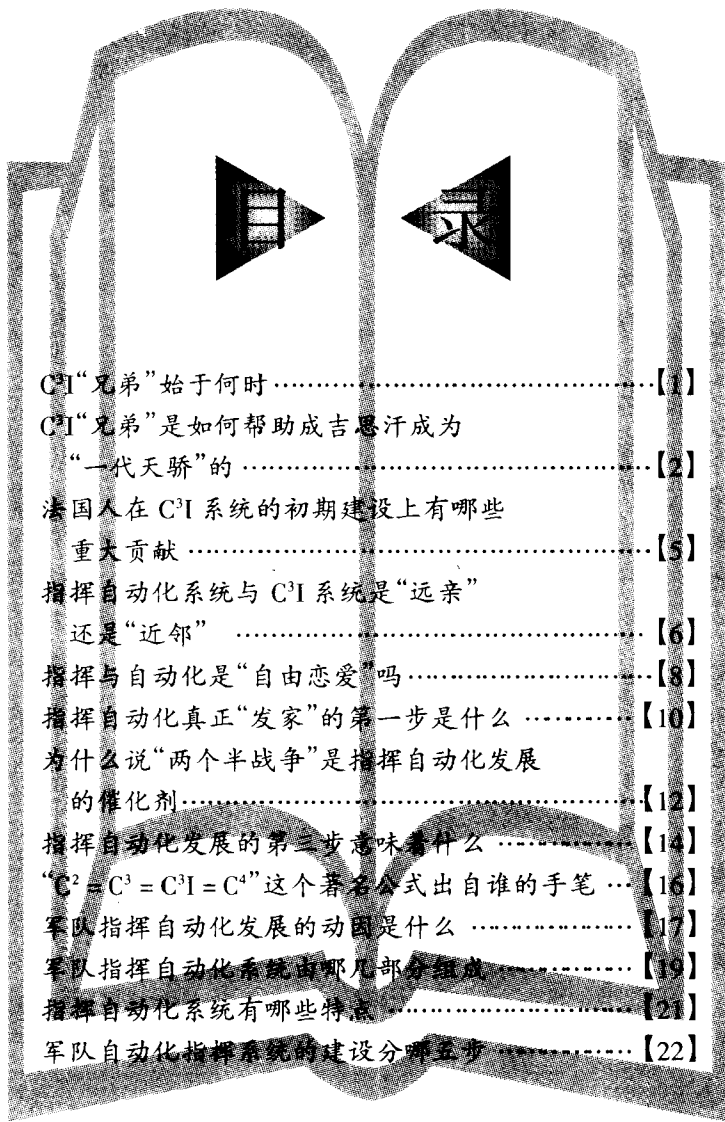 目 录
C³I“兄弟”始于何时……………………………………【1】
C³I“兄弟”是如何帮助成吉思汗成为
“一代天骄”的……………………………………【2】
法国人在 C³I 系统的初期建设上有哪些
重大贡献……………………………………【5】
指挥自动化系统与 C³I 系统是“远亲”
还是“近邻”……………………………………【6】
指挥与自动化是“自由恋爱”吗……………………【8】
指挥自动化真正“发家”的第一步是什么…………【10】
为什么说“两个半战争”是指挥自动化发展
的催化剂……………………………………【12】
指挥自动化发展的第三步意味着什么……………【14】
“C² = C³ = C³I = C⁴”这个著名公式出自谁的手笔…【16】
军队指挥自动化发展的动因是什么………………【17】
军队指挥自动化系统由哪几部分组成……………【19】
指挥自动化系统有哪些特点………………………【21】
军队自动化指挥系统的建设分哪五步……………【22】